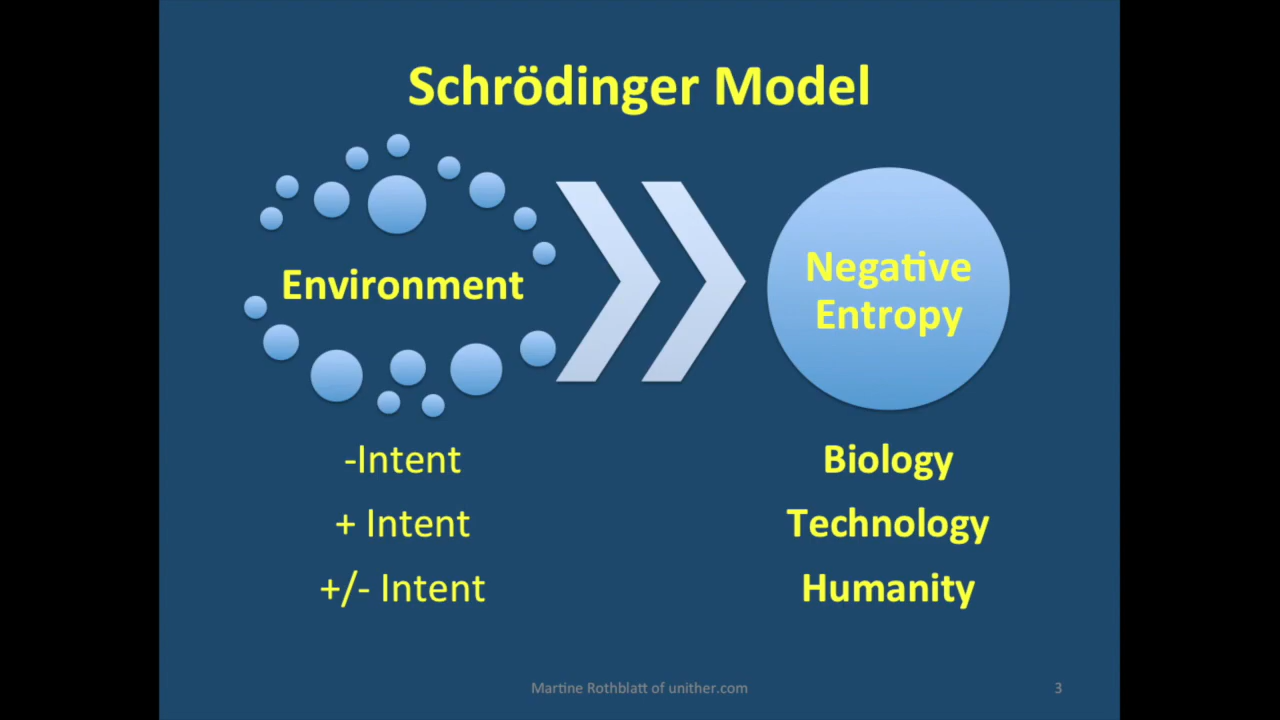 Schrödinger Model
Environment
Negative
Entropy
-Intent
Biology
+ Intent
Technology
+/- Intent
Humanity
Martine Rothblatt of unither.com
3